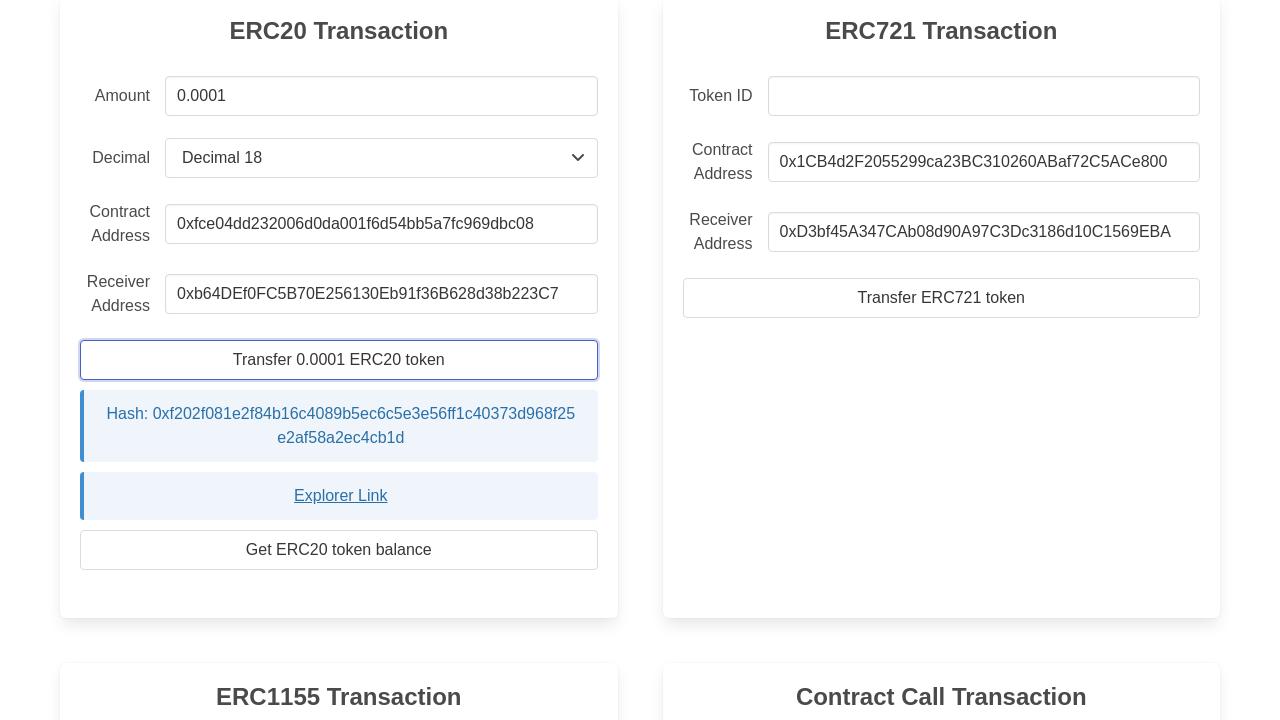 ERC20 Transaction
Amount
0.0001
Decimal
Decimal 18
Contract
Address
0xfce04dd232006d0da001f6d54bb5a7fc969dbc08
Receiver
Address
0xb64DEf0FC5B70E256130Eb91f36B628d38b223C7
Transfer 0.0001 ERC20 token
Hash: 0xf202f081e2f84b16c4089b5ec6c5e3e56ff1c40373d968f25
e2af58a2ec4cb1d
Explorer Link
Get ERC20 token balance
ERC721 Transaction
Token ID
Contract
Address
0x1CB4d2F2055299ca23BC310260ABaf72C5ACe800
Receiver
Address
0xD3bf45A347CAb08d90A97C3Dc3186d10C1569EBA
Transfer ERC721 token
ERC1155 Transaction
Contract Call Transaction